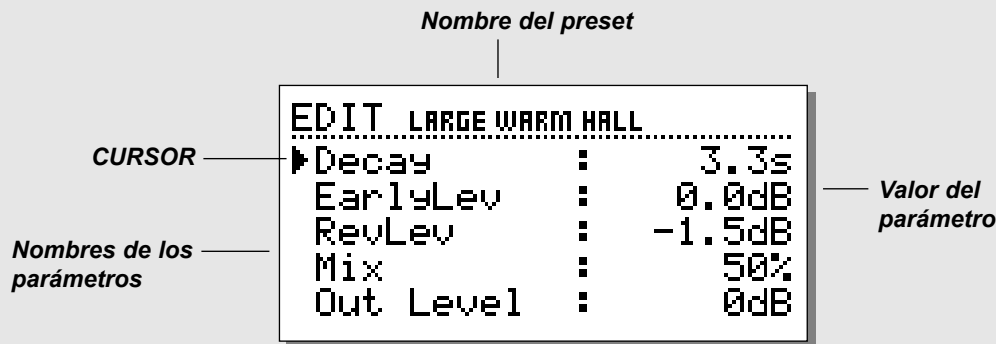 Nombre del preset
EDIT LARGE WARM HALL
CURSOR
Decay : 3.3s
EarlyLev : 0.0dB
Valor del
parámetro
RevLev : -1.5dB
Nombres de los
parámetros
Mix : 50%
Out Level : 0dB